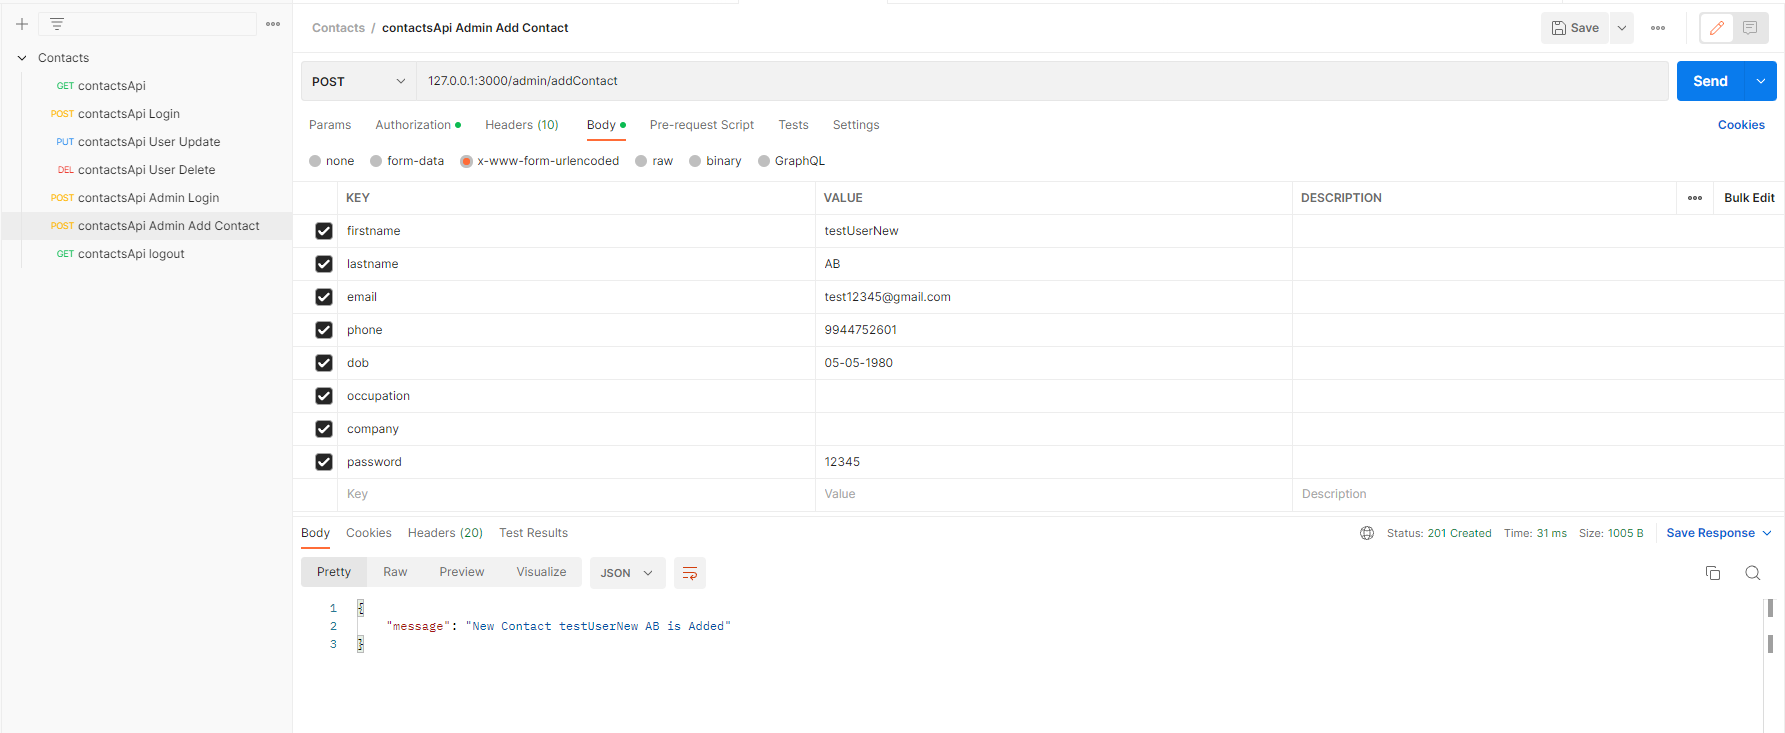 Contacts / contactsApi Admin Add Contact
Save
Contacts
GET contactsApi
POST contactsApi Login
PUT contactsApi User Update
DEL contactsApi User Delete
POST contactsApi Admin Login
POST contactsApi Admin Add Contact
GET contactsApi logout
POST 127.0.0.1:3000/admin/addContact Send
Params Authorization Headers (10) Body Pre-request Script Tests Settings Cookies
none form-data x-www-form-urlencoded raw binary GraphQL
KEY VALUE DESCRIPTION Bulk Edit
firstname testUserNew
lastname AB
email test12345@gmail.com
phone 9944752601
dob 05-05-1980
occupation
company
password 12345
Key Value Description
Body Cookies Headers (20) Test Results Status: 201 Created Time: 31 ms Size: 1005 B Save Response
Pretty Raw Preview Visualize JSON
1 {
2 "message": "New Contact testUserNew AB is Added"
3 }